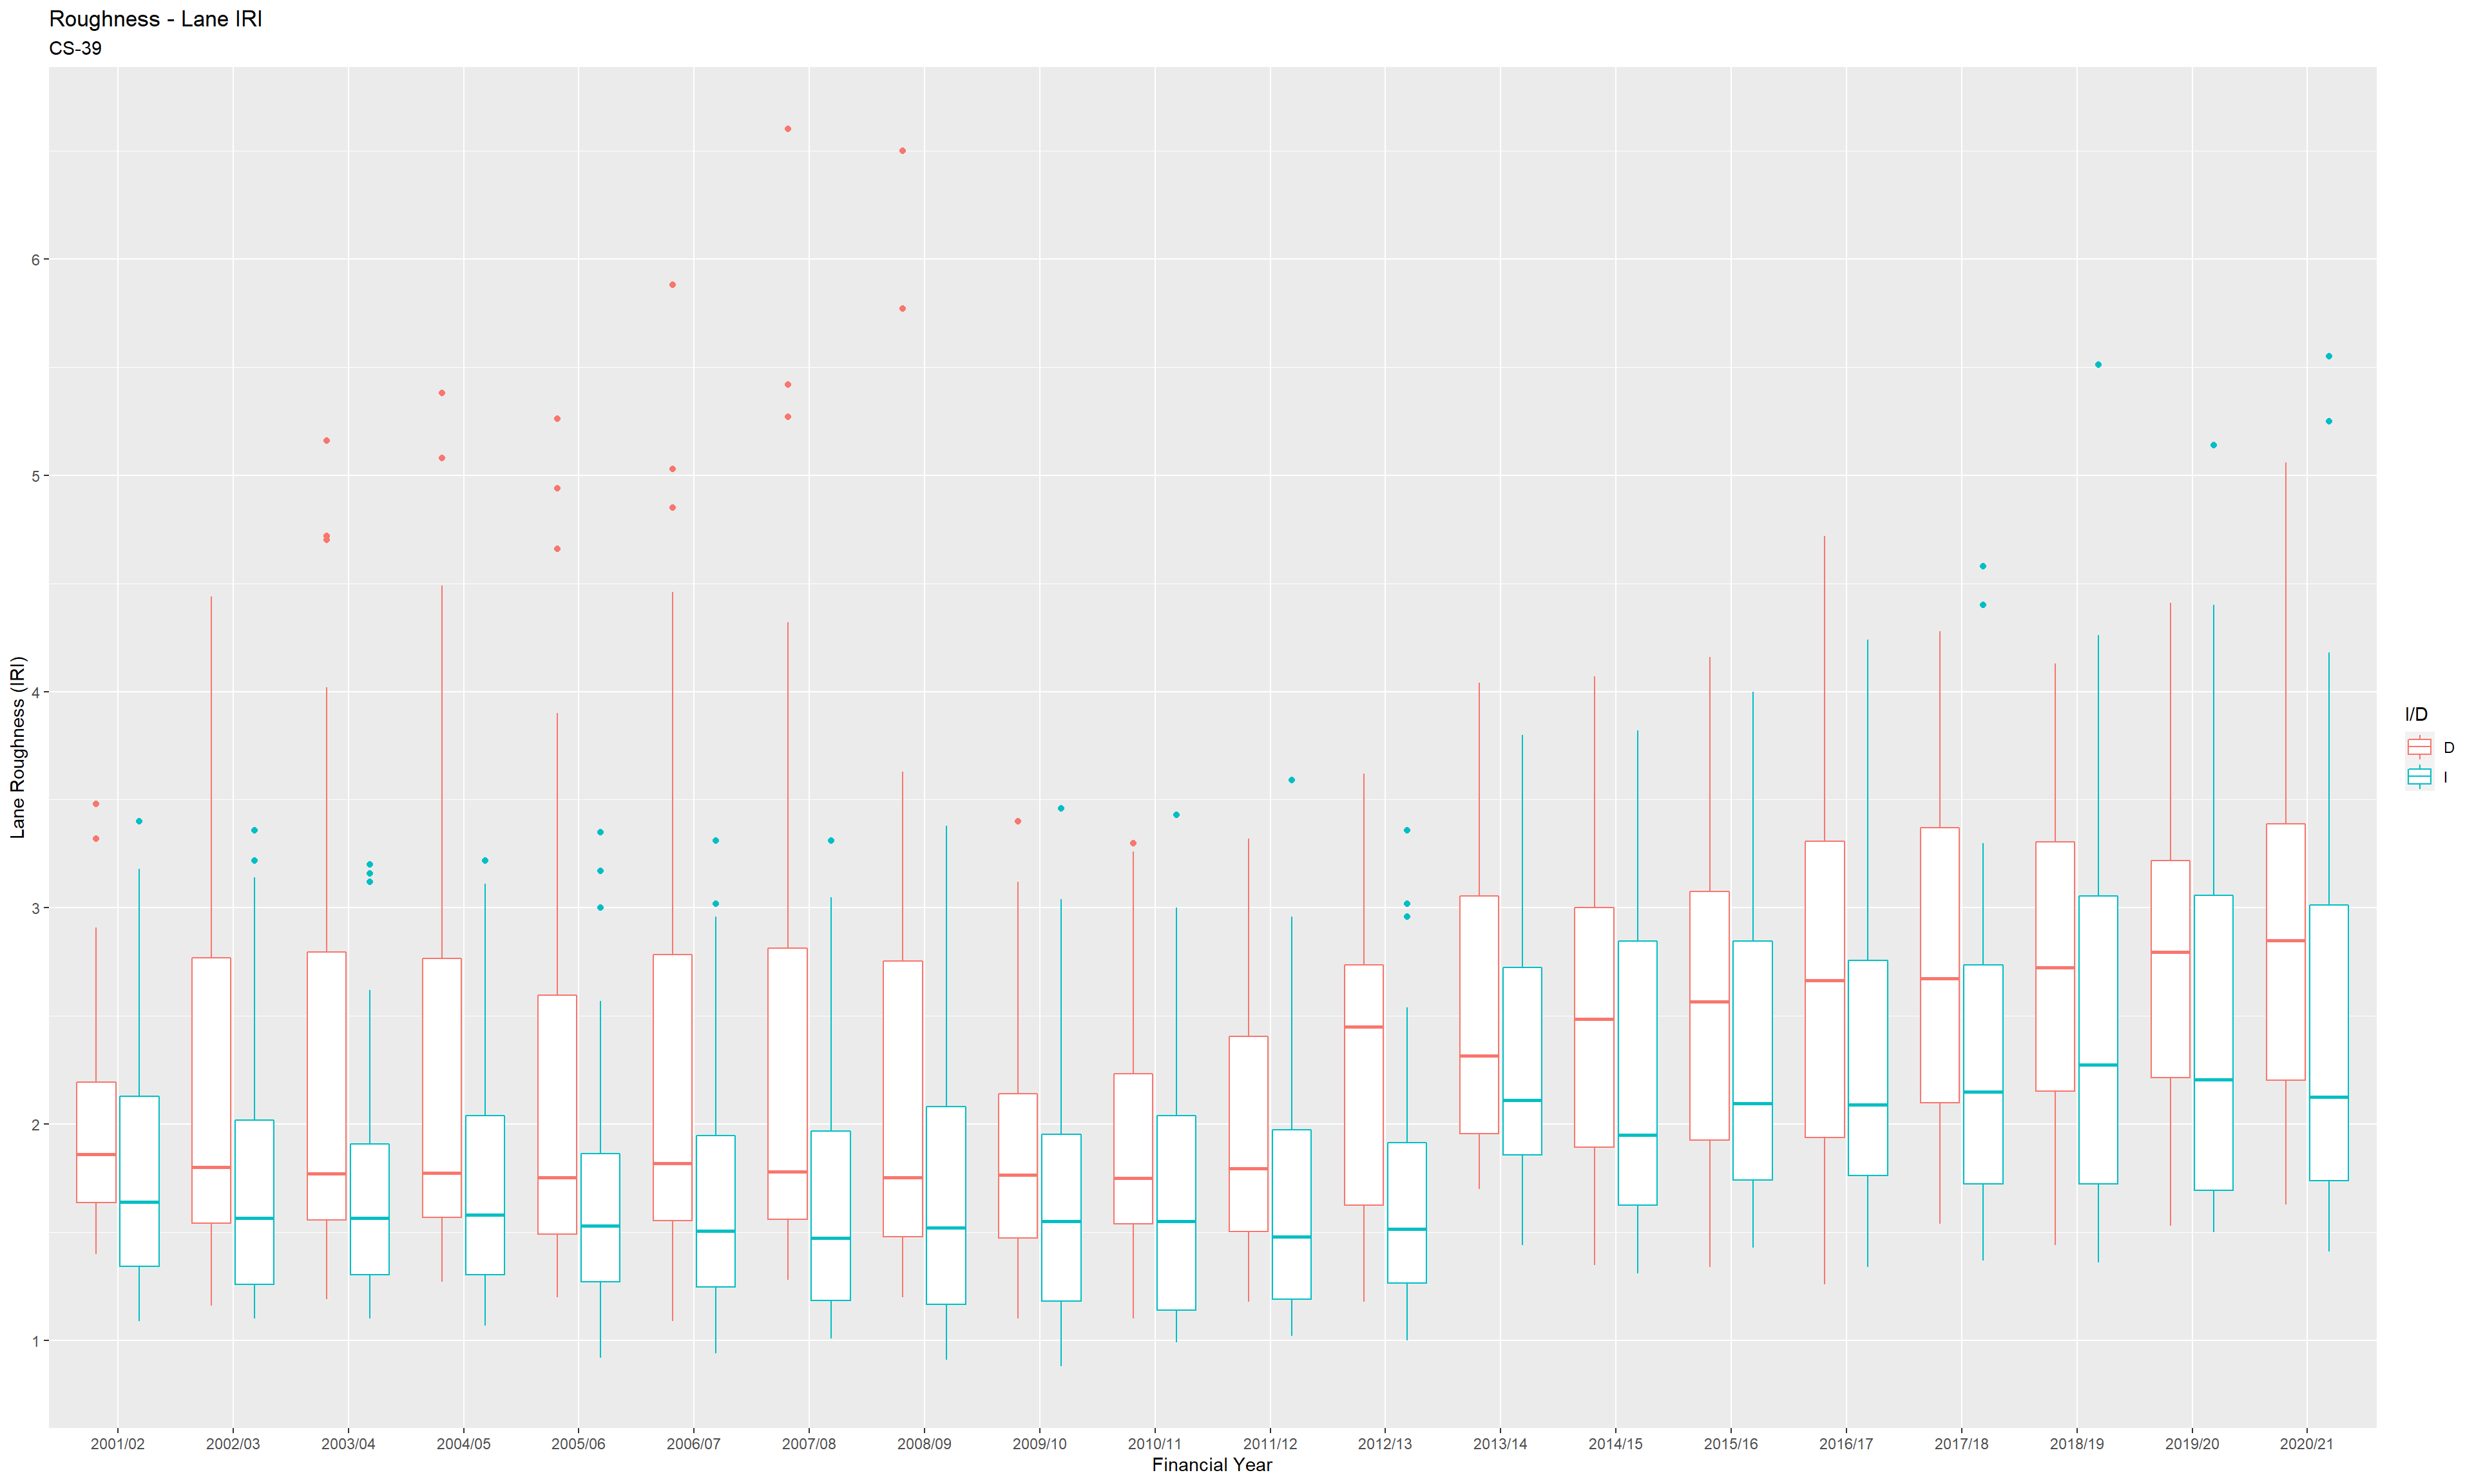 Roughness - Lane IRI
CS-39
Lane Roughness (IRI)
6
5
4
3
2
1
2001/02 2002/03 2003/04 2004/05 2005/06 2006/07 2007/08 2008/09 2009/10 2010/11 2011/12 2012/13 2013/14 2014/15 2015/16 2016/17 2017/18 2018/19 2019/20 2020/21
Financial Year
I/D
D
I